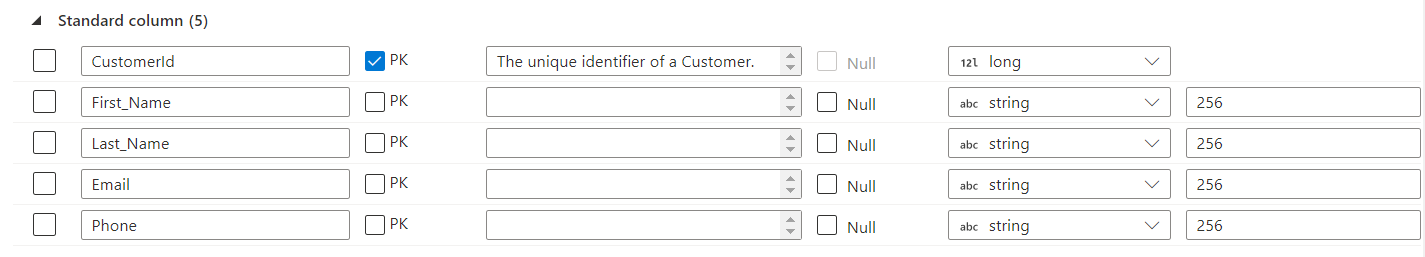 Standard column (5)
CustomerId PK The unique identifier of a Customer. Null 12l long
First_Name PK Null abc string 256
Last_Name PK Null abc string 256
Email PK Null abc string 256
Phone PK Null abc string 256